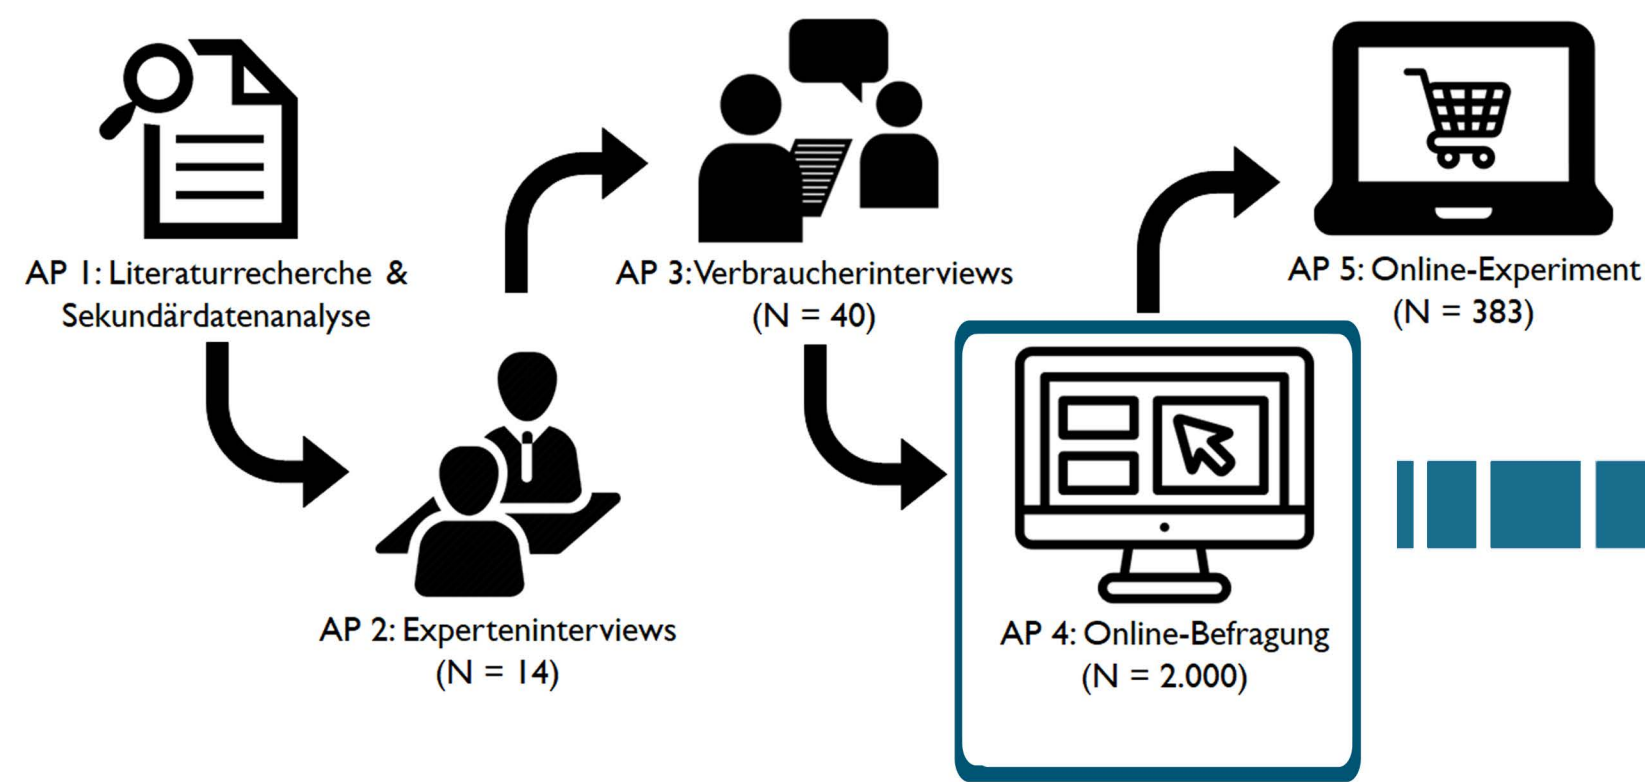 AP 1: Literaturrecherche &
Sekundärdatenanalyse
AP 2: Experteninterviews
(N = 14)
AP 3: Verbraucherinterviews
(N = 40)
AP 4: Online-Befragung
(N = 2.000)
AP 5: Online-Experiment
(N = 383)